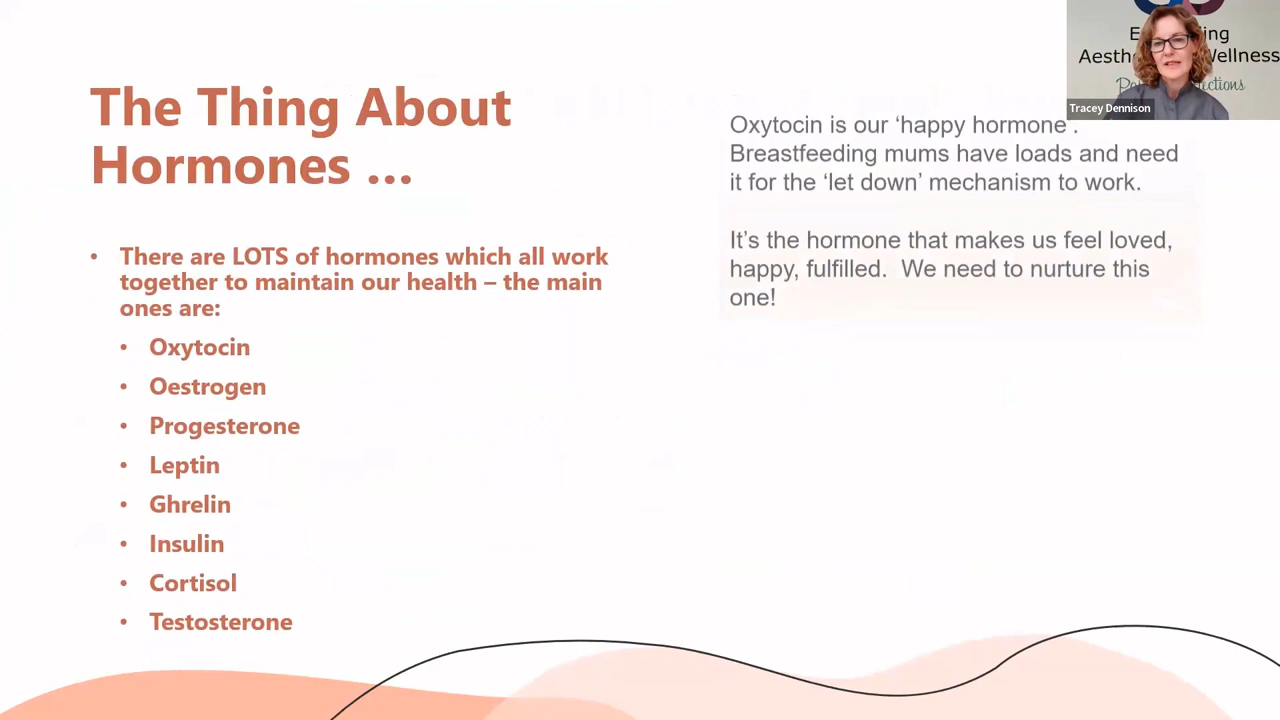 The Thing About
Hormones ...
• There are LOTS of hormones which all work
together to maintain our health – the main
ones are:
• Oxytocin
• Oestrogen
• Progesterone
• Leptin
• Ghrelin
• Insulin
• Cortisol
• Testosterone
Oxytocin is our ‘happy hormone’.
Breastfeeding mums have loads and need
it for the ‘let down’ mechanism to work.
It’s the hormone that makes us feel loved,
happy, fulfilled.  We need to nurture this
one!
Wellness
Tracey Dennison